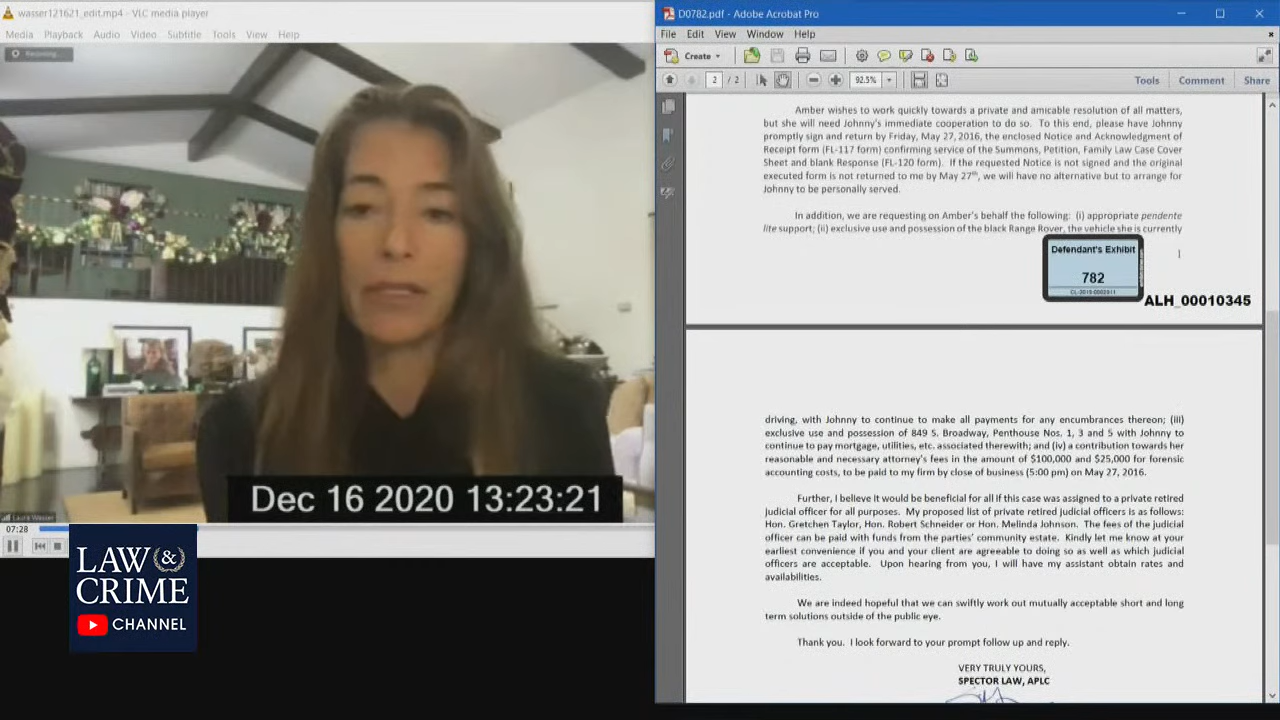 wasser121621_edit.mp4 - VLC media player
Media Playback Audio Video Subtitle Tools View Help
Recording...
Dec 16 2020 13:23:21
Laura Wasser
07:28
LAW &
CRIME
CHANNEL
D0782.pdf - Adobe Acrobat Pro
File Edit View Window Help
Create
2 / 2 92.5% Tools Comment Share
Amber wishes to work quickly towards a private and amicable resolution of all matters,
but she will need Johnny's immediate cooperation to do so. To this end, please have Johnny
promptly sign and return by Friday, May 27, 2016, the enclosed Notice and Acknowledgment of
Receipt form (FL-117 form) confirming service of the Summons, Petition, Family Law Case Cover
Sheet and blank Response (FL-120 form). If the requested Notice is not signed and the original
executed form is not returned to me by May 27th, we will have no alternative but to arrange for
Johnny to be personally served.
In addition, we are requesting on Amber's behalf the following: (i) appropriate pendente
lite support; (ii) exclusive use and possession of the black Range Rover, the vehicle she is currently
Defendant's Exhibit
782
ALH_00010345
driving, with Johnny to continue to make all payments for any encumbrances thereon; (iii)
exclusive use and possession of 849 S. Broadway, Penthouse Nos. 1, 3 and 5 with Johnny to
continue to pay mortgage, utilities, etc. associated therewith; and (iv) a contribution towards her
reasonable and necessary attorney's fees in the amount of $100,000 and $25,000 for forensic
accounting costs, to be paid to my firm by close of business (5:00 pm) on May 27, 2016.
Further, I believe it would be beneficial for all if this case was assigned to a private retired
judicial officer for all purposes. My proposed list of private retired judicial officers is as follows:
Hon. Gretchen Taylor, Hon. Robert Schneider or Hon. Melinda Johnson. The fees of the judicial
officer can be paid with funds from the parties' community estate. Kindly let me know at your
earliest convenience if you and your client are agreeable to doing so as well as which judicial
officers are acceptable. Upon hearing from you, I will have my assistant obtain rates and
availabilities.
We are indeed hopeful that we can swiftly work out mutually acceptable short and long
term solutions outside of the public eye.
Thank you. I look forward to your prompt follow up and reply.
VERY TRULY YOURS,
SPECTOR LAW, APLC